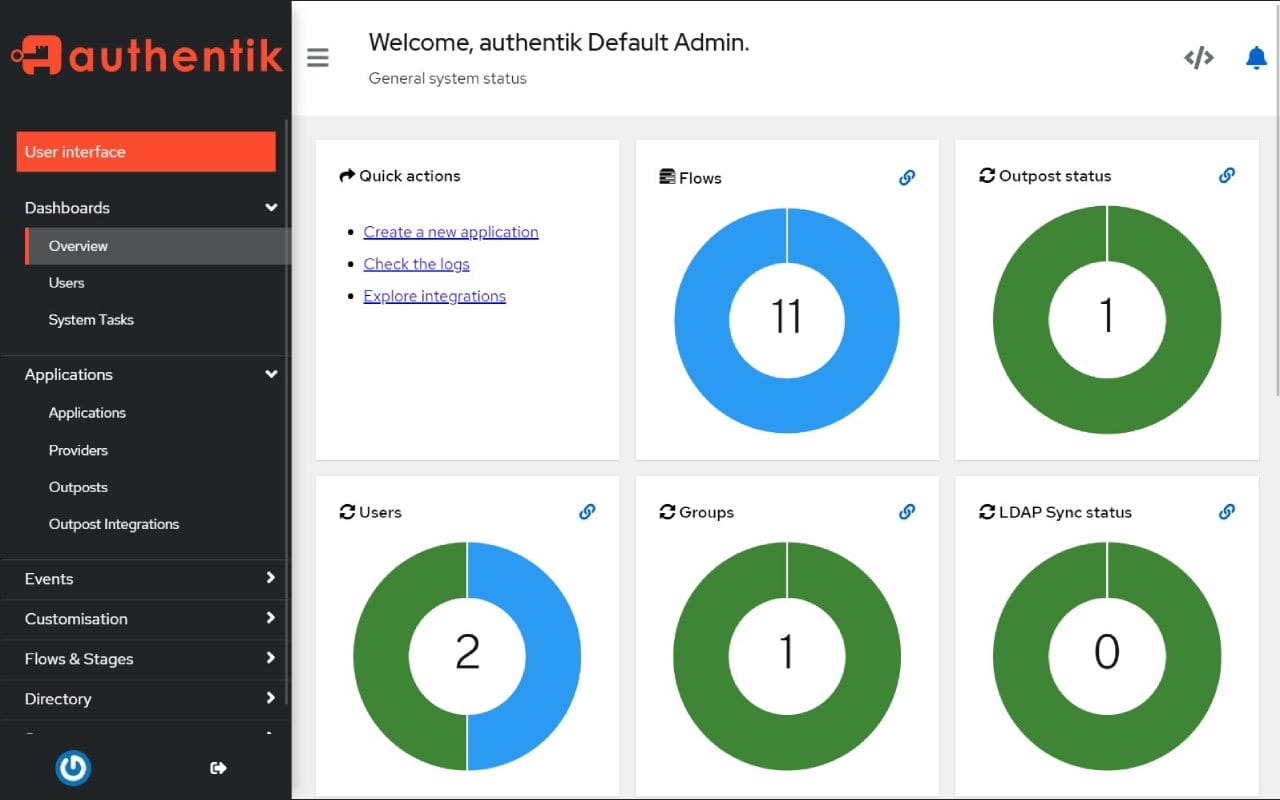 authentik
User interface
Dashboards
Overview
Users
System Tasks
Applications
Applications
Providers
Outposts
Outpost Integrations
Events
Customisation
Flows & Stages
Directory
Welcome, authentik Default Admin.
General system status
Quick actions
Create a new application
Check the logs
Explore integrations
Flows
11
Outpost status
1
Users
2
Groups
1
LDAP Sync status
0